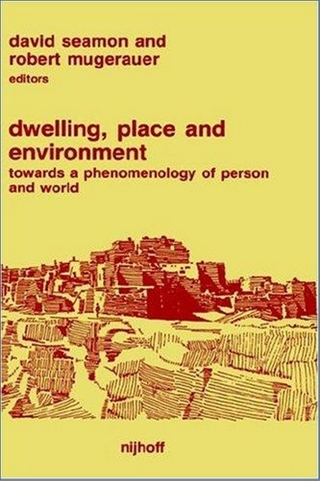 david seamon and
robert mugerauer
editors
dwelling, place and
environment
towards a phenomenology of person
and world
nijhoff